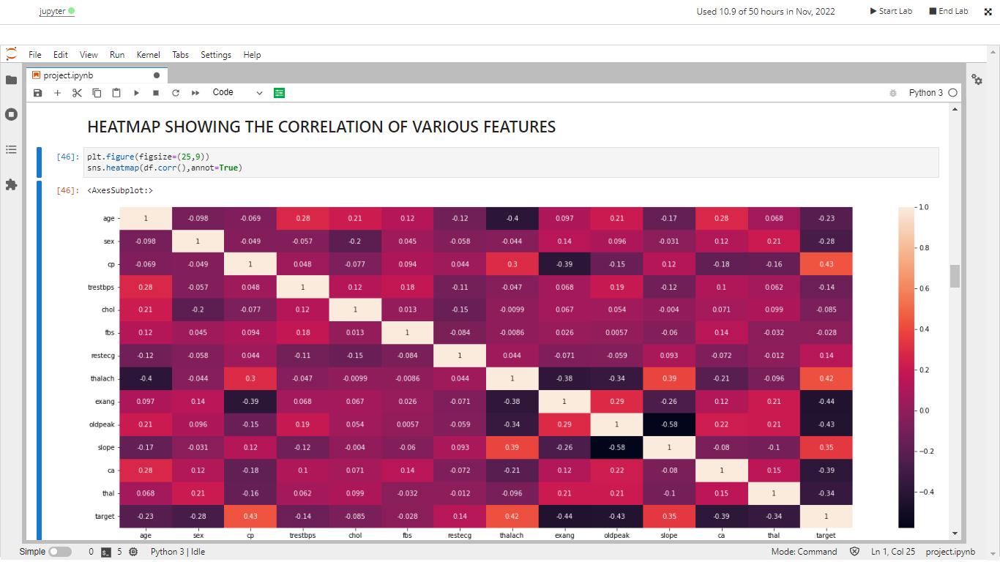 jupyter
Used 10.9 of 50 hours in Nov, 2022 Start Lab End Lab
File Edit View Run Kernel Tabs Settings Help
project.ipynb
Code Python 3
HEATMAP SHOWING THE CORRELATION OF VARIOUS FEATURES
[46]: plt.figure(figsize=(25,9))
sns.heatmap(df.corr(),annot=True)
[46]: <AxesSubplot:>
age 1 -0.098 -0.069 0.28 0.21 0.12 -0.12 -0.4 0.097 0.21 -0.17 0.28 0.068 -0.23
sex -0.098 1 -0.049 -0.057 -0.2 0.045 -0.058 -0.044 0.14 0.096 -0.031 0.12 0.21 -0.28
cp -0.069 -0.049 1 0.048 -0.077 0.094 0.044 0.3 -0.39 -0.15 0.12 -0.18 -0.16 0.43
trestbps 0.28 -0.057 0.048 1 0.12 0.18 -0.11 -0.047 0.068 0.19 -0.12 0.1 0.062 -0.14
chol 0.21 -0.2 -0.077 0.12 1 0.013 -0.15 -0.0099 0.067 0.054 -0.004 0.071 0.099 -0.085
fbs 0.12 0.045 0.094 0.18 0.013 1 -0.084 -0.0086 0.026 0.0057 -0.06 0.14 -0.032 -0.028
restecg -0.12 -0.058 0.044 -0.11 -0.15 -0.084 1 0.044 -0.071 -0.059 0.093 -0.072 -0.012 0.14
thalach -0.4 -0.044 0.3 -0.047 -0.0099 -0.0086 0.044 1 -0.38 -0.34 0.39 -0.21 -0.096 0.42
exang 0.097 0.14 -0.39 0.068 0.067 0.026 -0.071 -0.38 1 0.29 -0.26 0.12 0.21 -0.44
oldpeak 0.21 0.096 -0.15 0.19 0.054 0.0057 -0.059 -0.34 0.29 1 -0.58 0.22 0.21 -0.43
slope -0.17 -0.031 0.12 -0.12 -0.004 -0.06 0.093 0.39 -0.26 -0.58 1 -0.08 -0.1 0.35
ca 0.28 0.12 -0.18 0.1 0.071 0.14 -0.072 -0.21 0.12 0.22 -0.08 1 0.15 -0.39
thal 0.068 0.21 -0.16 0.062 0.099 -0.032 -0.012 -0.096 0.21 0.21 -0.1 0.15 1 -0.34
target -0.23 -0.28 0.43 -0.14 -0.085 -0.028 0.14 0.42 -0.44 -0.43 0.35 -0.39 -0.34 1
age sex cp trestbps chol fbs restecg thalach exang oldpeak slope ca thal target
1.0
0.8
0.6
0.4
0.2
0.0
-0.2
-0.4
Simple 0 5 Python 3 | Idle Mode: Command Ln 1, Col 25 project.ipynb